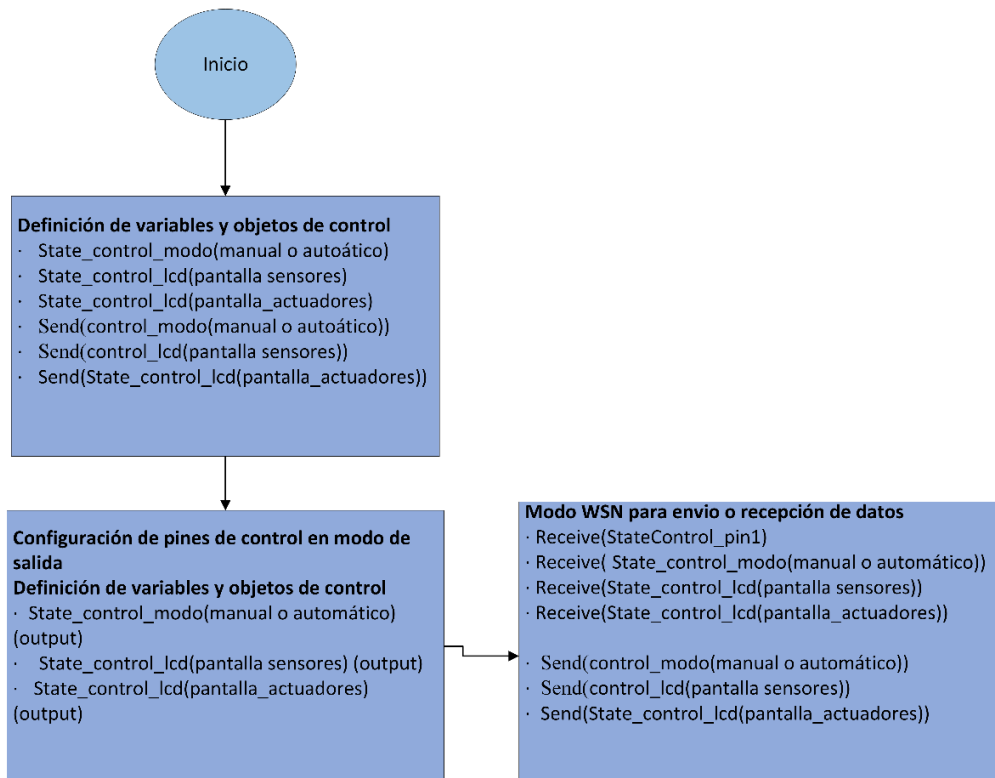 Inicio
Definición de variables y objetos de control
· State_control_modo(manual o autoático)
· State_control_lcd(pantalla sensores)
· State_control_lcd(pantalla_actuadores)
· Send(control_modo(manual o autoático))
· Send(control_lcd(pantalla sensores))
· Send(State_control_lcd(pantalla_actuadores))
Configuración de pines de control en modo de
salida
Definición de variables y objetos de control
· State_control_modo(manual o automático)
(output)
· State_control_lcd(pantalla sensores) (output)
· State_control_lcd(pantalla_actuadores)
(output)
Modo WSN para envio o recepción de datos
· Receive(StateControl_pin1)
· Receive( State_control_modo(manual o automático))
· Receive(State_control_lcd(pantalla sensores))
· Receive(State_control_lcd(pantalla_actuadores))
· Send(control_modo(manual o automático))
· Send(control_lcd(pantalla sensores))
· Send(State_control_lcd(pantalla_actuadores))